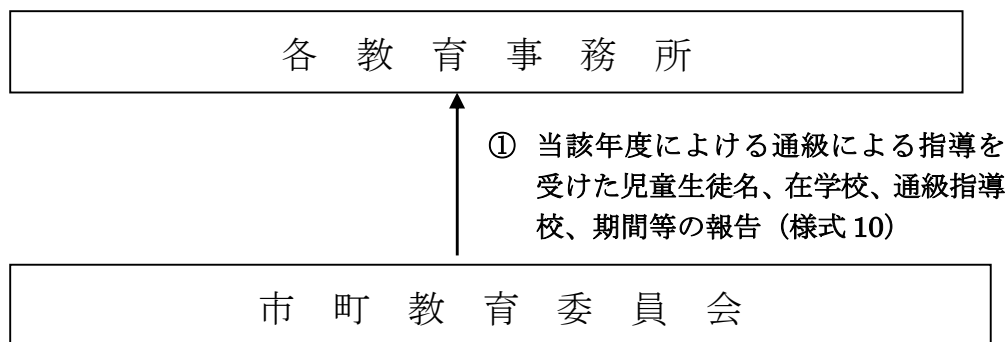 各教育事務所
① 当該年度によける通級による指導を
受けた児童生徒名、在学校、通級指導
校、期間等の報告（様式 10）
市町教育委員会